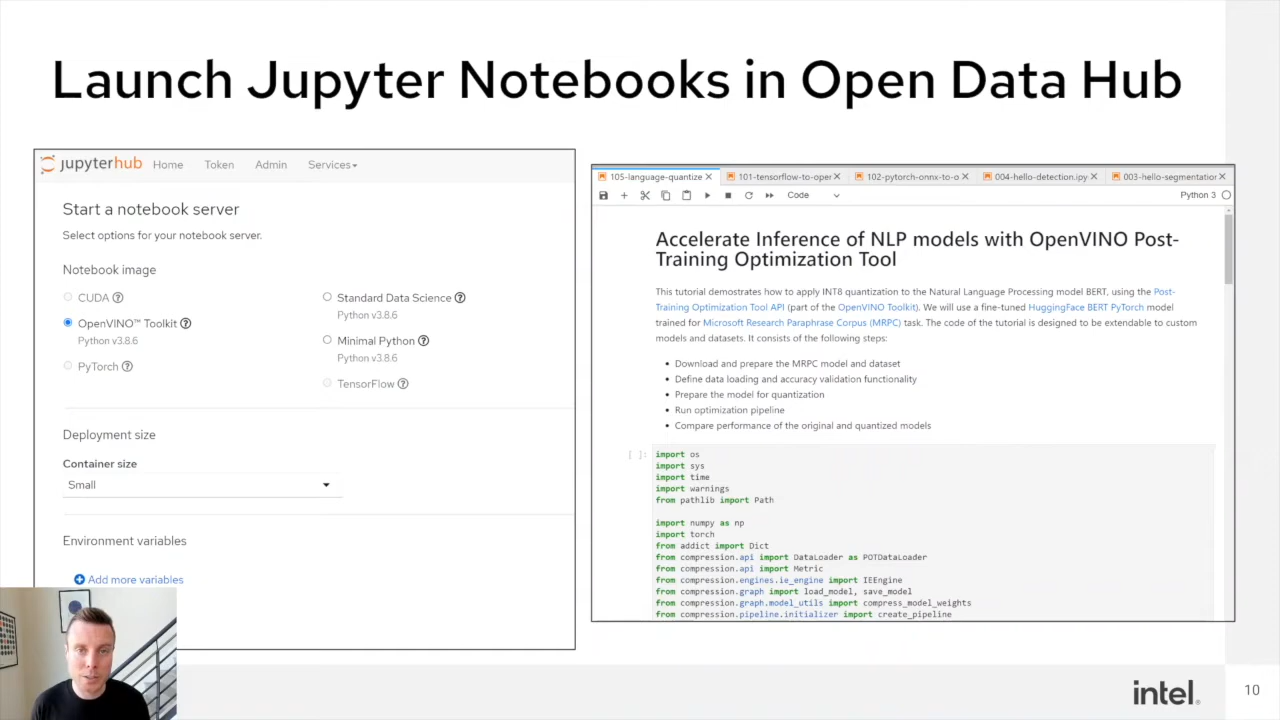 Launch Jupyter Notebooks in Open Data Hub
jupyterhub Home Token Admin Services
Start a notebook server
Select options for your notebook server.
Notebook image
CUDA
OpenVINO™ Toolkit
Python v3.8.6
PyTorch
Standard Data Science
Python v3.8.6
Minimal Python
Python v3.8.6
TensorFlow
Deployment size
Container size
Small
Environment variables
Add more variables
105-language-quantize 101-tensorflow-to-oper 102-pytorch-onnx-to-o 004-hello-detection.ipy 003-hello-segmentation
Code Python 3
Accelerate Inference of NLP models with OpenVINO Post-
Training Optimization Tool
This tutorial demostrates how to apply INT8 quantization to the Natural Language Processing model BERT, using the Post-
Training Optimization Tool API (part of the OpenVINO Toolkit). We will use a fine-tuned HuggingFace BERT PyTorch model
trained for Microsoft Research Paraphrase Corpus (MRPC) task. The code of the tutorial is designed to be extendable to custom
models and datasets. It consists of the following steps:
• Download and prepare the MRPC model and dataset
• Define data loading and accuracy validation functionality
• Prepare the model for quantization
• Run optimization pipeline
• Compare performance of the original and quantized models
[ ]: import os
import sys
import time
import warnings
from pathlib import Path
import numpy as np
import torch
from addict import Dict
from compression.api import DataLoader as POTDataLoader
from compression.api import Metric
from compression.engines.ie_engine import IEEngine
from compression.graph import load_model, save_model
from compression.graph.model_utils import compress_model_weights
from compression.pipeline.initializer import create_pipeline
intel.
10